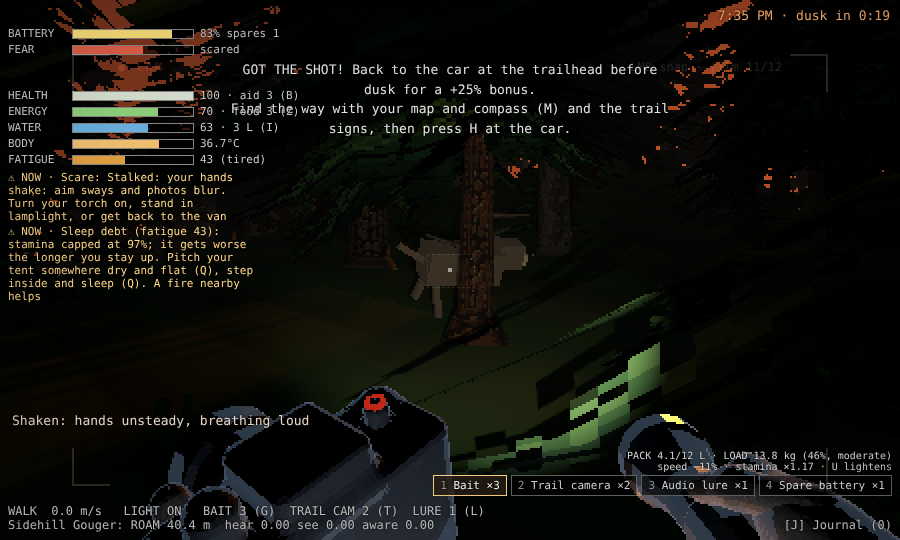 7:35 PM · dusk in 0:19
BATTERY 83% spares 1
FEAR scared
11/12
GOT THE SHOT! Back to the car at the trailhead before
dusk for a +25% bonus.
Find the way with your map and compass (M) and the trail
signs, then press H at the car.
HEALTH 100 · aid 3 (B)
ENERGY 70 · food 3
WATER 63 · 3 L (I)
BODY 36.7°C
FATIGUE 43 (tired)
⚠ NOW · Scare: Stalked: your hands
shake: aim sways and photos blur.
Turn your torch on, stand in
lamplight, or get back to the van
⚠ NOW · Sleep debt (fatigue 43):
stamina capped at 97%; it gets worse
the longer you stay up. Pitch your
tent somewhere dry and flat (Q), step
inside and sleep (Q). A fire nearby
helps
Shaken: hands unsteady, breathing loud
PACK 4.1/12 L · LOAD 13.8 kg (46%, moderate)
speed -11% · stamina ×1.17 · U lightens
1 Bait ×3 2 Trail camera ×2 3 Audio lure ×1 4 Spare battery ×1
WALK 0.0 m/s LIGHT ON BAIT 3 (G) TRAIL CAM 2 (T) LURE 1 (L)
Sidehill Gouger: ROAM 40.4 m hear 0.00 see 0.00 aware 0.00
[J] Journal (0)